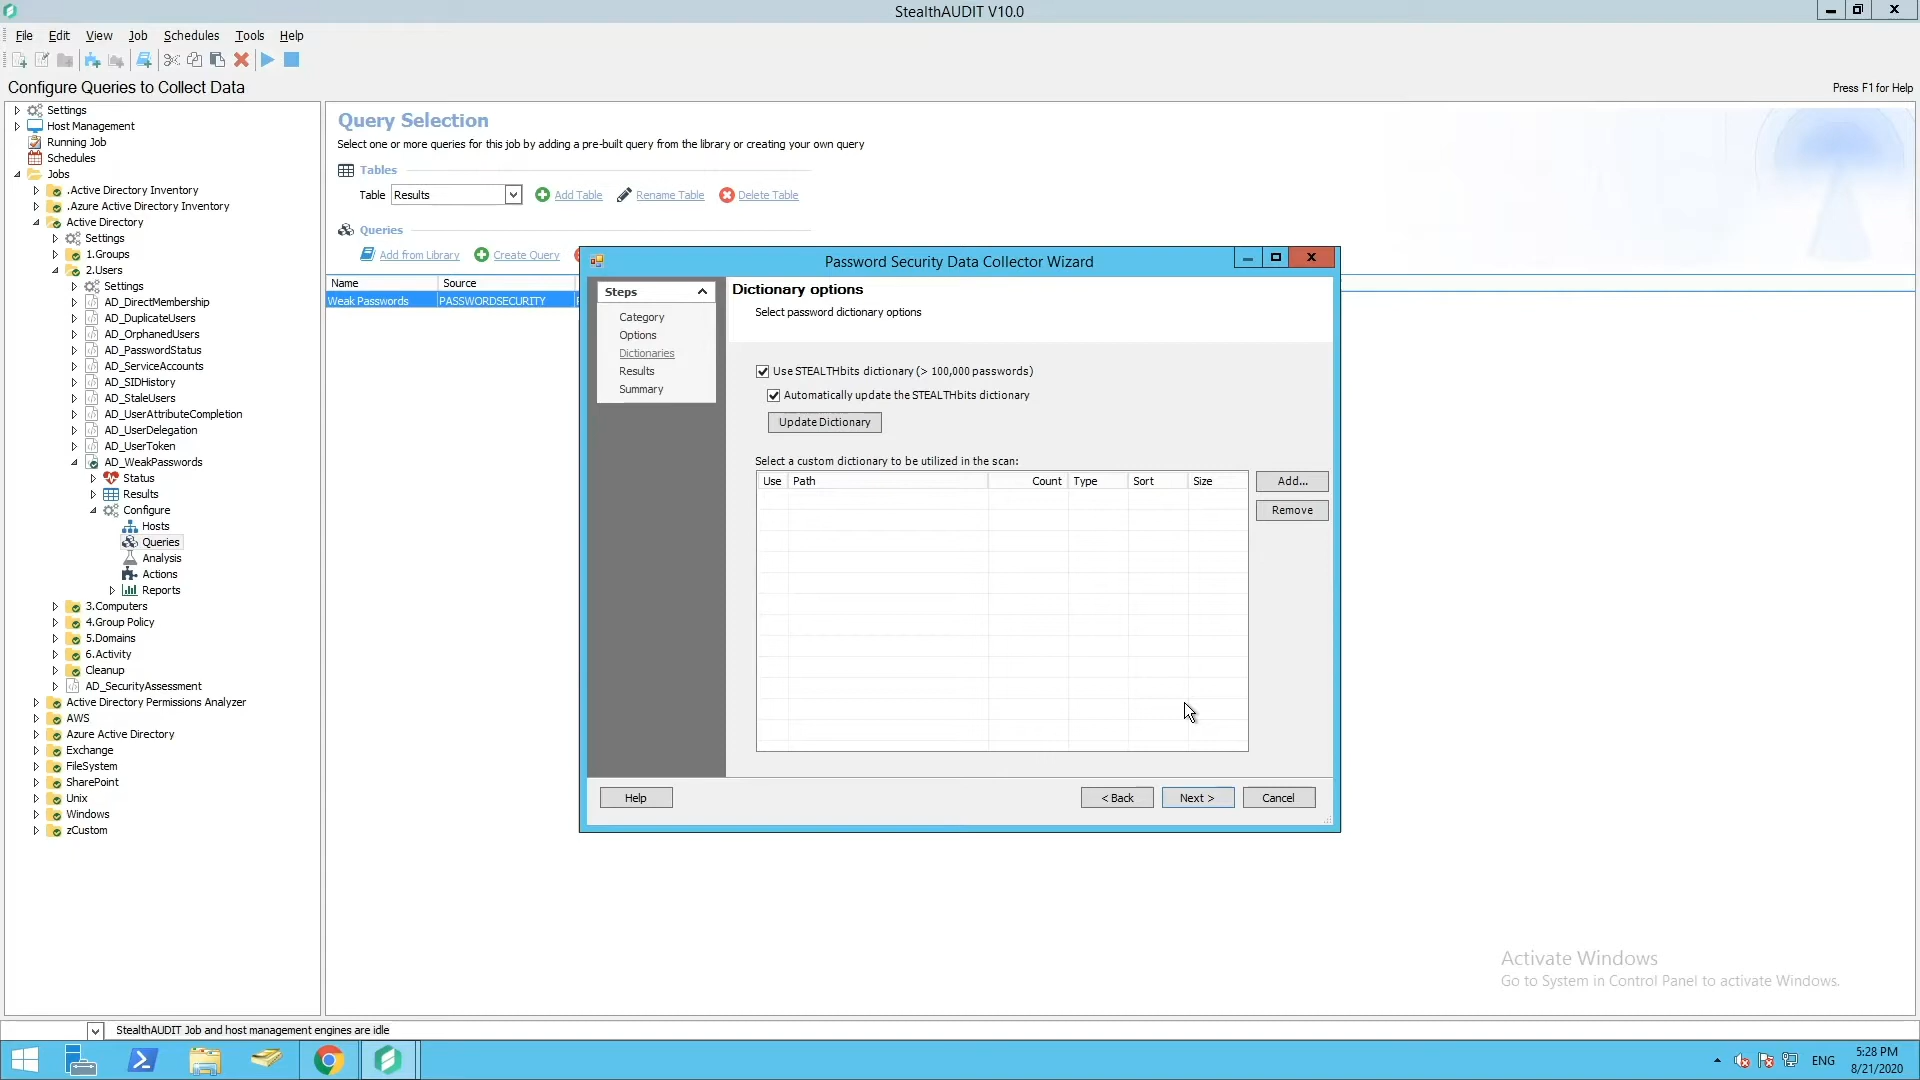 StealthAUDIT V10.0
File Edit View Job Schedules Tools Help
Configure Queries to Collect Data
Press F1 for Help
Settings
Host Management
Running Job
Schedules
Jobs
.Active Directory Inventory
.Azure Active Directory Inventory
Active Directory
Settings
1.Groups
2.Users
Settings
AD_DirectMembership
AD_DuplicateUsers
AD_OrphanedUsers
AD_PasswordStatus
AD_ServiceAccounts
AD_SIDHistory
AD_StaleUsers
AD_UserAttributeCompletion
AD_UserDelegation
AD_UserToken
AD_WeakPasswords
Status
Results
Configure
Hosts
Queries
Analysis
Actions
Reports
3.Computers
4.Group Policy
5.Domains
6.Activity
Cleanup
AD_SecurityAssessment
Active Directory Permissions Analyzer
AWS
Azure Active Directory
Exchange
FileSystem
SharePoint
Unix
Windows
zCustom
Query Selection
Select one or more queries for this job by adding a pre-built query from the library or creating your own query
Tables
Table Results Add Table Rename Table Delete Table
Queries
Add from Library Create Query
Name Source
Weak Passwords PASSWORDSECURITY
Password Security Data Collector Wizard
Steps
Category
Options
Dictionaries
Results
Summary
Dictionary options
Select password dictionary options
Use STEALTHbits dictionary (> 100,000 passwords)
Automatically update the STEALTHbits dictionary
Update Dictionary
Select a custom dictionary to be utilized in the scan:
Use Path Count Type Sort Size
Add...
Remove
Help < Back Next > Cancel
Activate Windows
Go to System in Control Panel to activate Windows.
StealthAUDIT Job and host management engines are idle
ENG
5:28 PM
8/21/2020